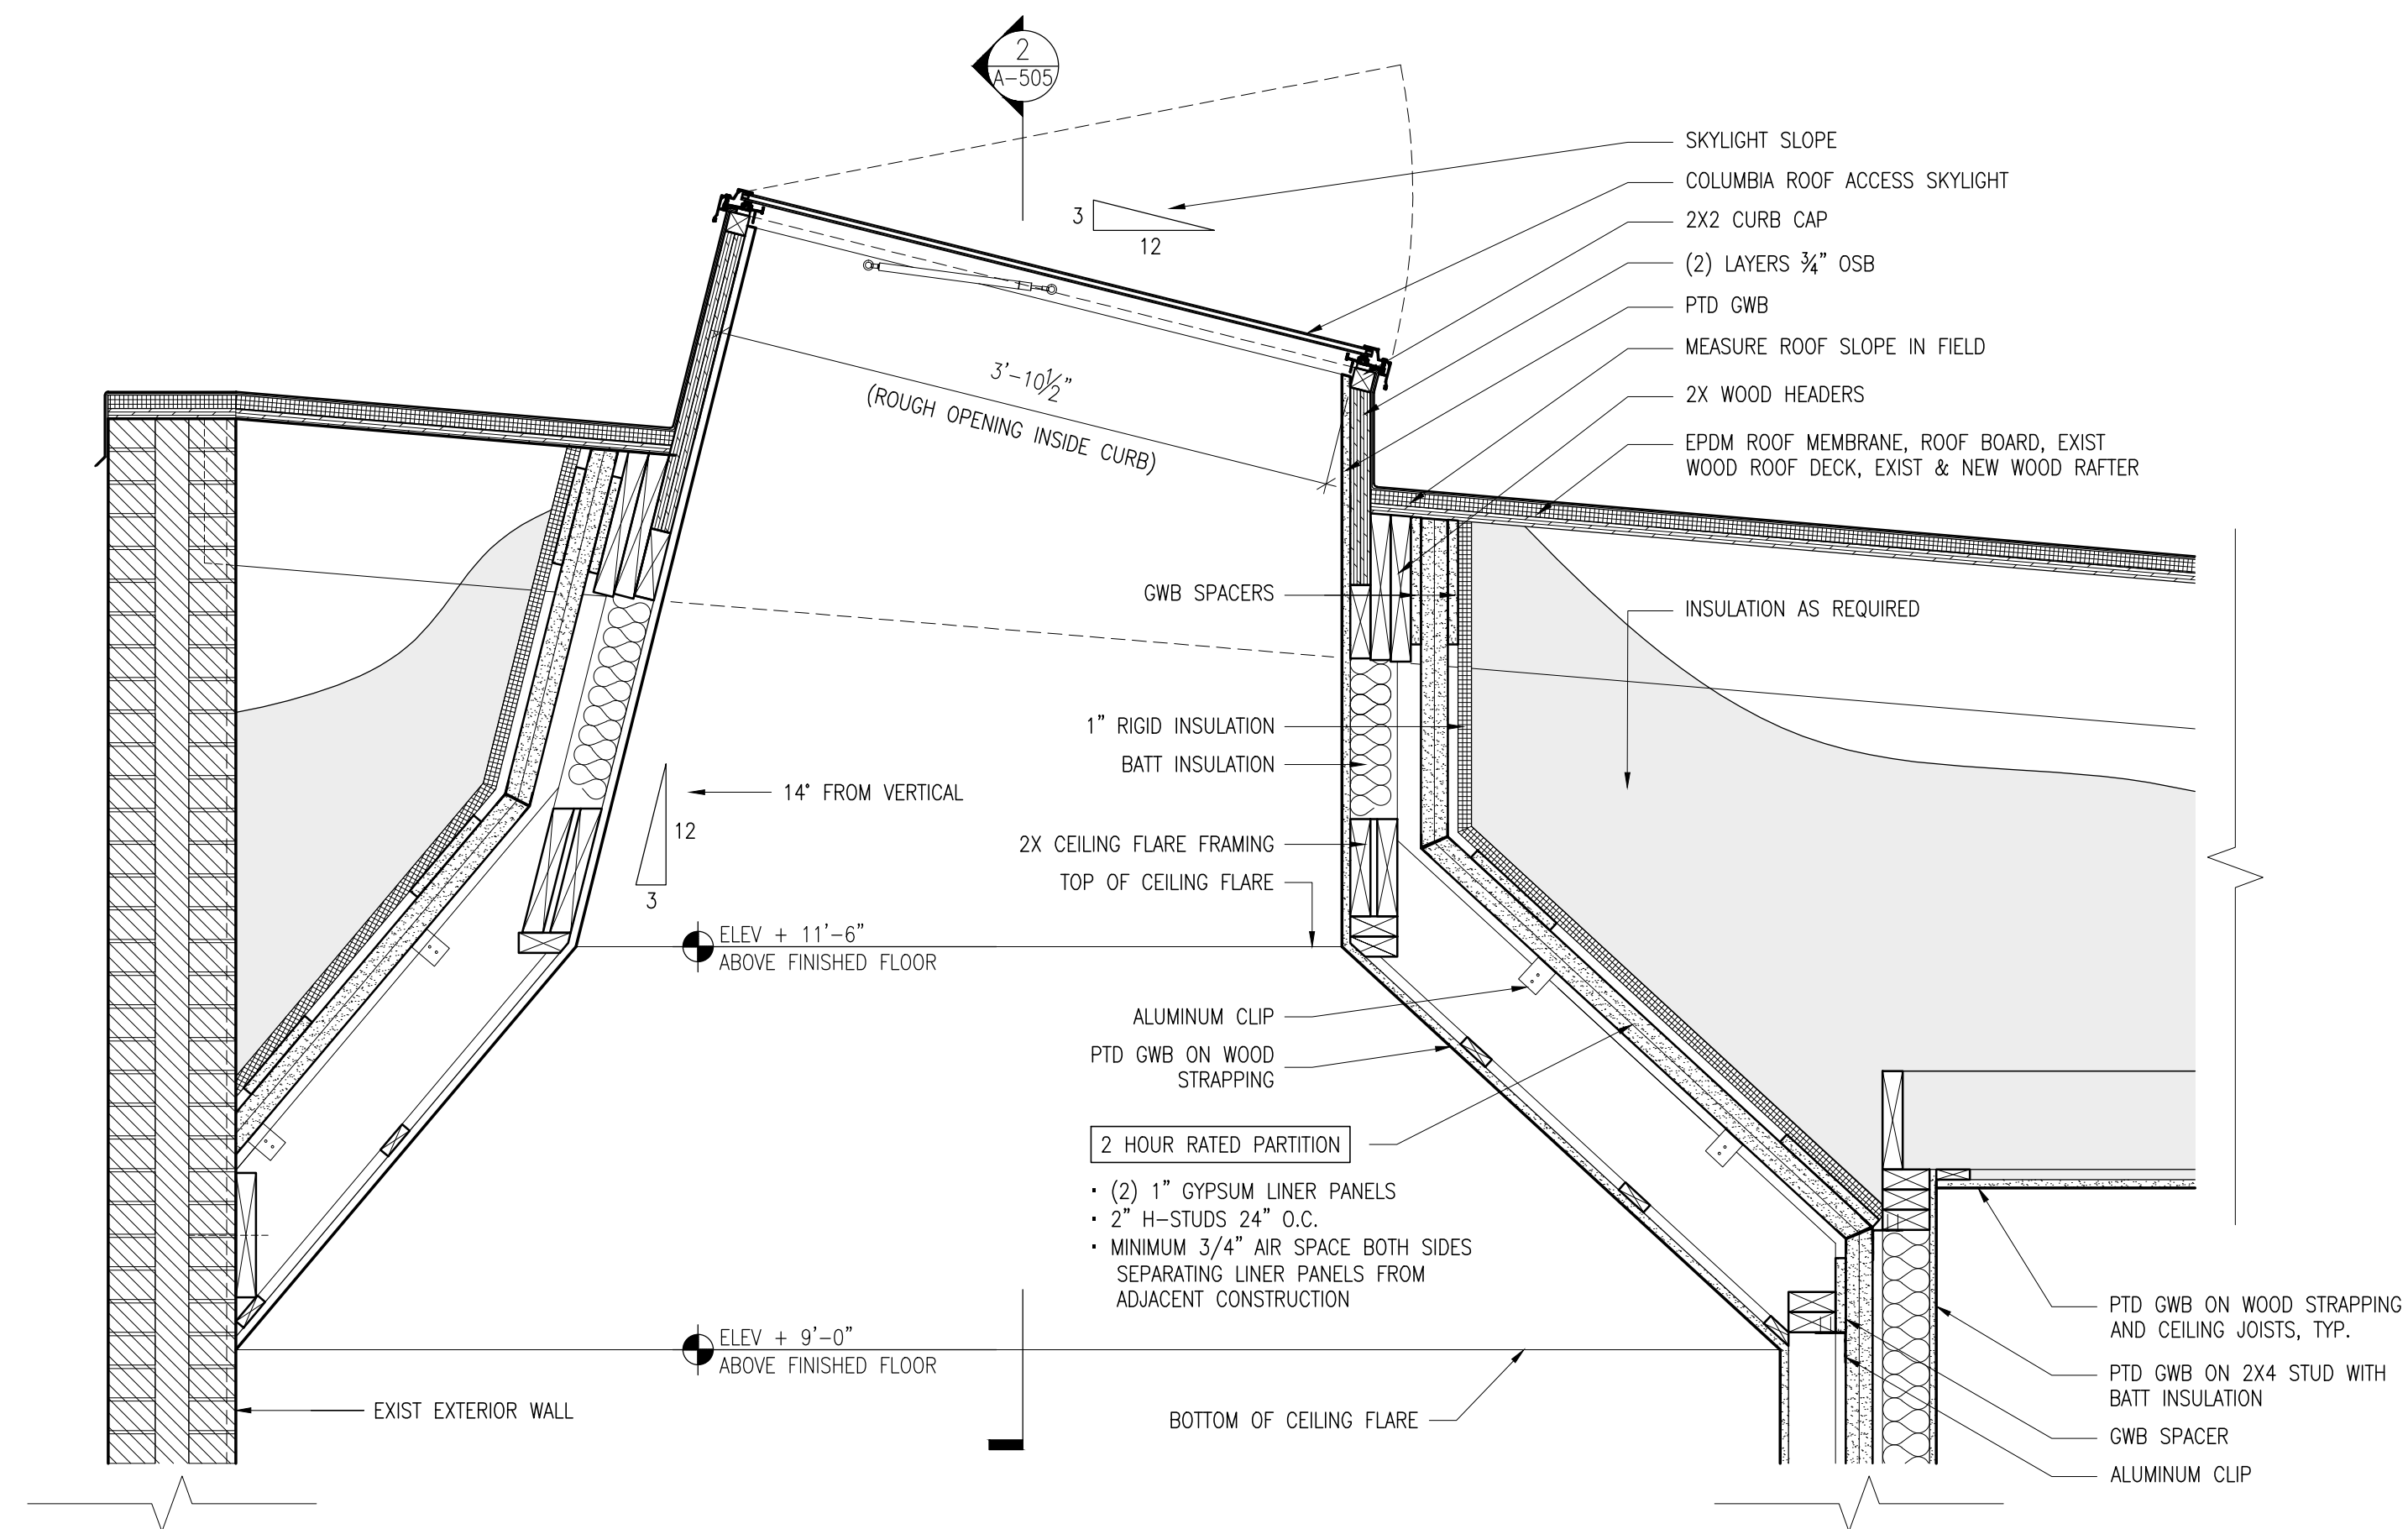 2
A-505
SKYLIGHT SLOPE
COLUMBIA ROOF ACCESS SKYLIGHT
3
12
2X2 CURB CAP
(2) LAYERS ¾" OSB
PTD GWB
MEASURE ROOF SLOPE IN FIELD
2X WOOD HEADERS
EPDM ROOF MEMBRANE, ROOF BOARD, EXIST
WOOD ROOF DECK, EXIST & NEW WOOD RAFTER
3'-10½"
(ROUGH OPENING INSIDE CURB)
GWB SPACERS
INSULATION AS REQUIRED
1" RIGID INSULATION
BATT INSULATION
14° FROM VERTICAL
12
3
2X CEILING FLARE FRAMING
TOP OF CEILING FLARE
ELEV + 11'-6"
ABOVE FINISHED FLOOR
ALUMINUM CLIP
PTD GWB ON WOOD
STRAPPING
2 HOUR RATED PARTITION
· (2) 1" GYPSUM LINER PANELS
· 2" H-STUDS 24" O.C.
· MINIMUM 3/4" AIR SPACE BOTH SIDES
SEPARATING LINER PANELS FROM
ADJACENT CONSTRUCTION
ELEV + 9'-0"
ABOVE FINISHED FLOOR
EXIST EXTERIOR WALL
BOTTOM OF CEILING FLARE
PTD GWB ON WOOD STRAPPING
AND CEILING JOISTS, TYP.
PTD GWB ON 2X4 STUD WITH
BATT INSULATION
GWB SPACER
ALUMINUM CLIP